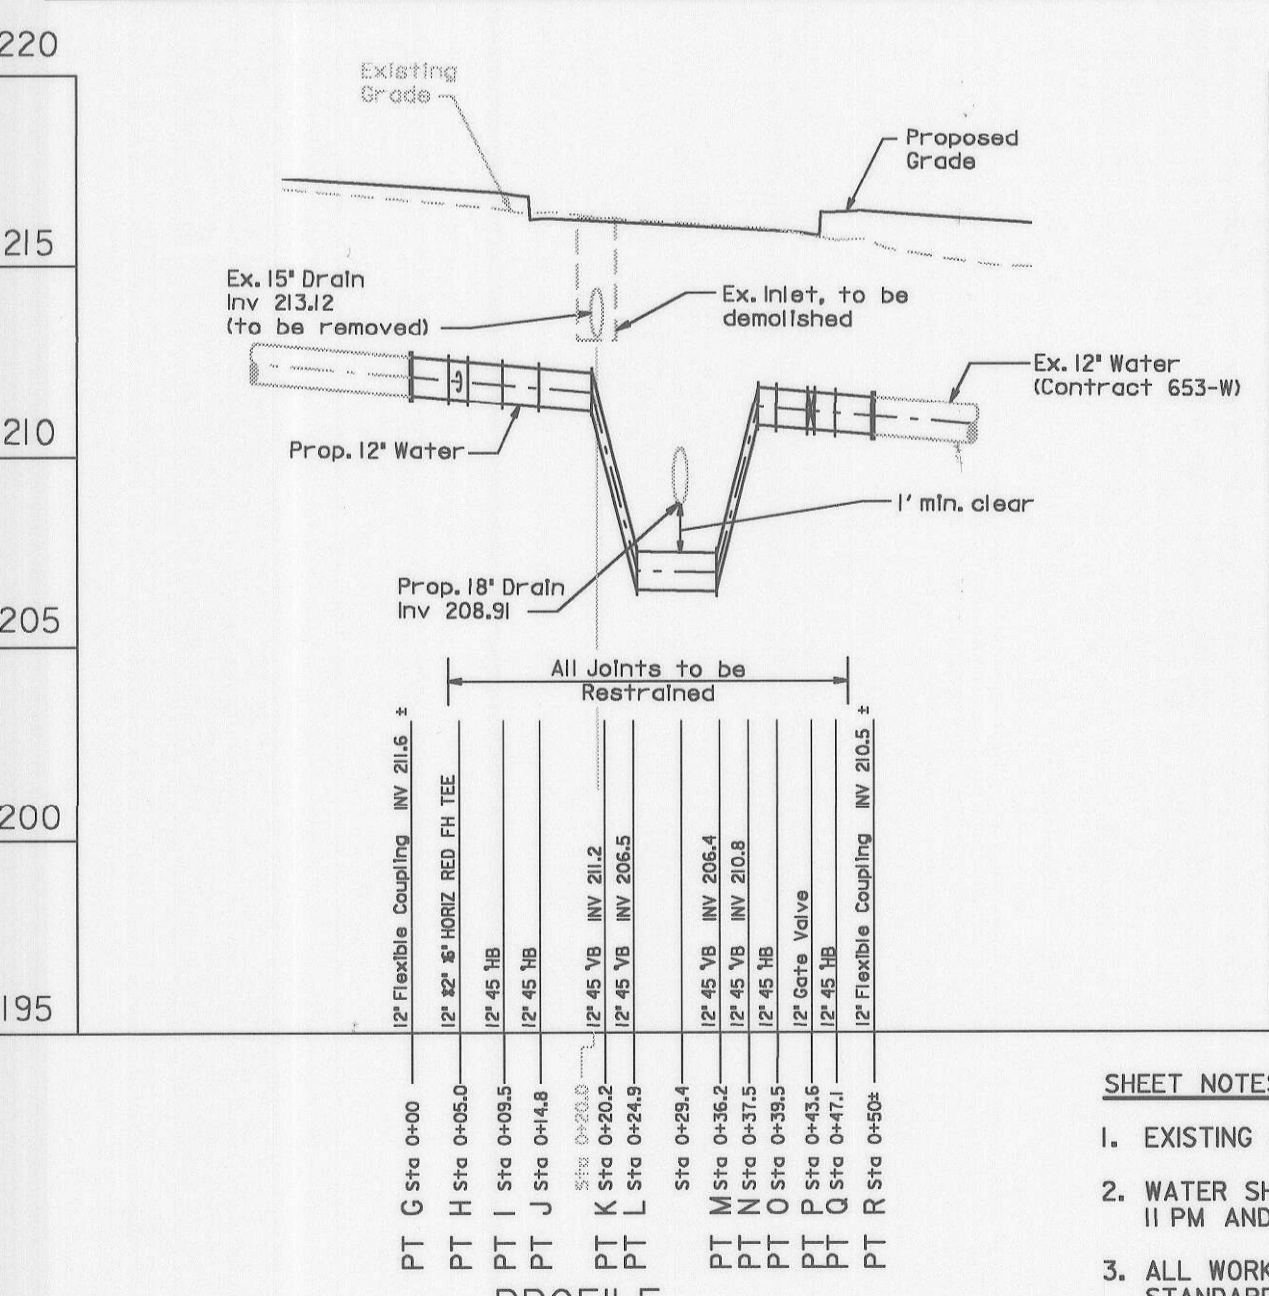 220
Existing
Grade
Proposed
Grade
215
Ex. 15" Drain
Inv 213.12
(to be removed)
Ex. Inlet, to be
demolished
Ex. 12" Water
(Contract 653-W)
210
Prop. 12" Water
1' min. clear
Prop. 18" Drain
Inv 208.91
205
All Joints to be
Restrained
200
195
12" Flexible Coupling INV 211.6 ±
HORIZ RED FH TEE
12" 45° HB
12" 45° HB
12" 45° VB INV 211.2
12" 45° VB INV 206.5
12" 45° VB INV 206.4
12" 45° VB INV 210.8
12" 45° HB
12" Gate Valve
12" 45° HB
12" Flexible Coupling INV 210.5 ±
PT G Sta 0+00
PT H Sta 0+05.0
PT I Sta 0+09.5
PT J Sta 0+14.8
Sta 0+20.0
PT K Sta 0+20.2
PT L Sta 0+24.9
Sta 0+29.4
PT M Sta 0+36.2
PT N Sta 0+37.5
PT O Sta 0+39.5
PT P Sta 0+43.6
PT Q Sta 0+47.1
PT R Sta 0+50±
PROFILE
SHEET NOTES
1. EXISTING
2. WATER SH
11 PM AND
3. ALL WORK
STANDARD